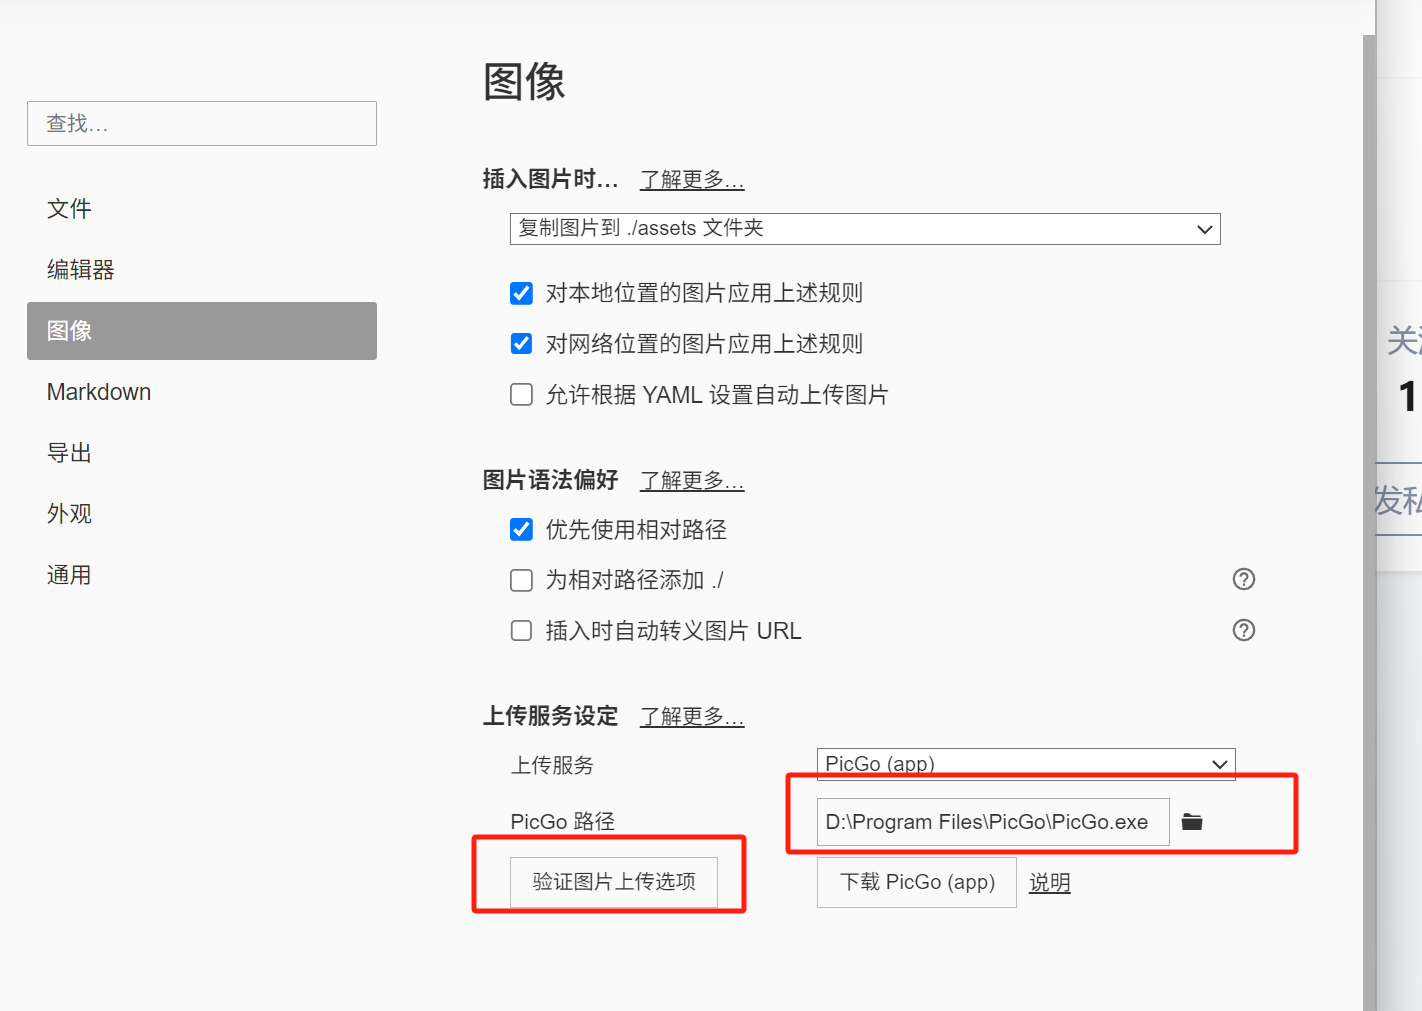 图像
查找…
插入图片时… 了解更多…
文件
复制图片到 ./assets 文件夹
编辑器
对本地位置的图片应用上述规则
图像
对网络位置的图片应用上述规则
Markdown
允许根据 YAML 设置自动上传图片
导出
图片语法偏好 了解更多…
外观
优先使用相对路径
通用
为相对路径添加 ./
插入时自动转义图片 URL
上传服务设定 了解更多…
上传服务 PicGo (app)
PicGo 路径 D:\Program Files\PicGo\PicGo.exe
验证图片上传选项 下载 PicGo (app) 说明
关
1
发私